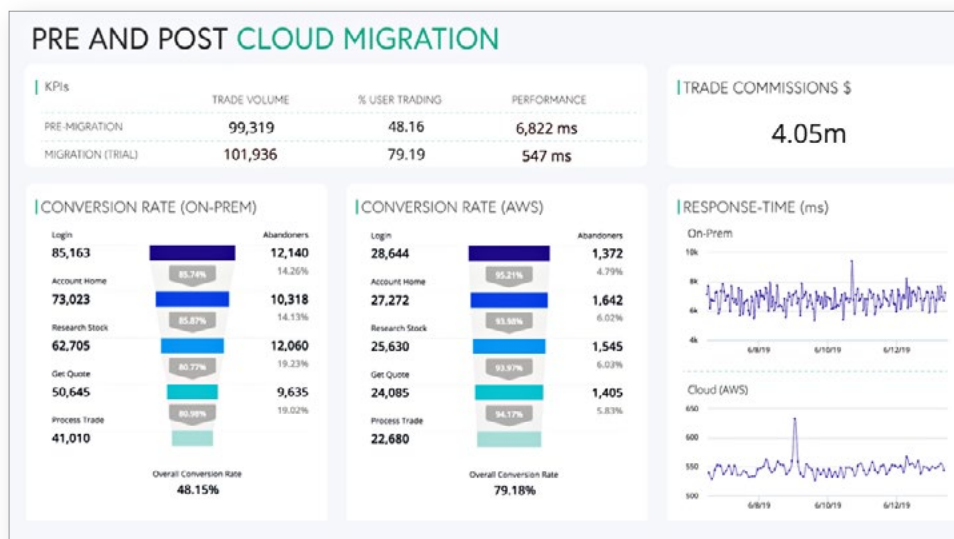 PRE AND POST CLOUD MIGRATION
KPIs
TRADE VOLUME % USER TRADING PERFORMANCE
PRE-MIGRATION 99,319 48.16 6,822 ms
MIGRATION (TRIAL) 101,936 79.19 547 ms
TRADE COMMISSIONS $
4.05m
CONVERSION RATE (ON-PREM)
Login Abandoners
85,163 12,140
85.74% 14.26%
Account Home
73,023 10,318
85.87% 14.13%
Research Stock
62,705 12,060
80.77% 19.23%
Get Quote
50,645 9,635
80.98% 19.02%
Process Trade
41,010
Overall Conversion Rate
48.15%
CONVERSION RATE (AWS)
Login Abandoners
28,644 1,372
95.21% 4.79%
Account Home
27,272 1,642
93.98% 6.02%
Research Stock
25,630 1,545
93.97% 6.03%
Get Quote
24,085 1,405
94.17% 5.83%
Process Trade
22,680
Overall Conversion Rate
79.18%
RESPONSE-TIME (ms)
On-Prem
10k
8k
6k
4k
6/8/19 6/10/19 6/12/19
Cloud (AWS)
650
600
550
500
6/8/19 6/10/19 6/12/19